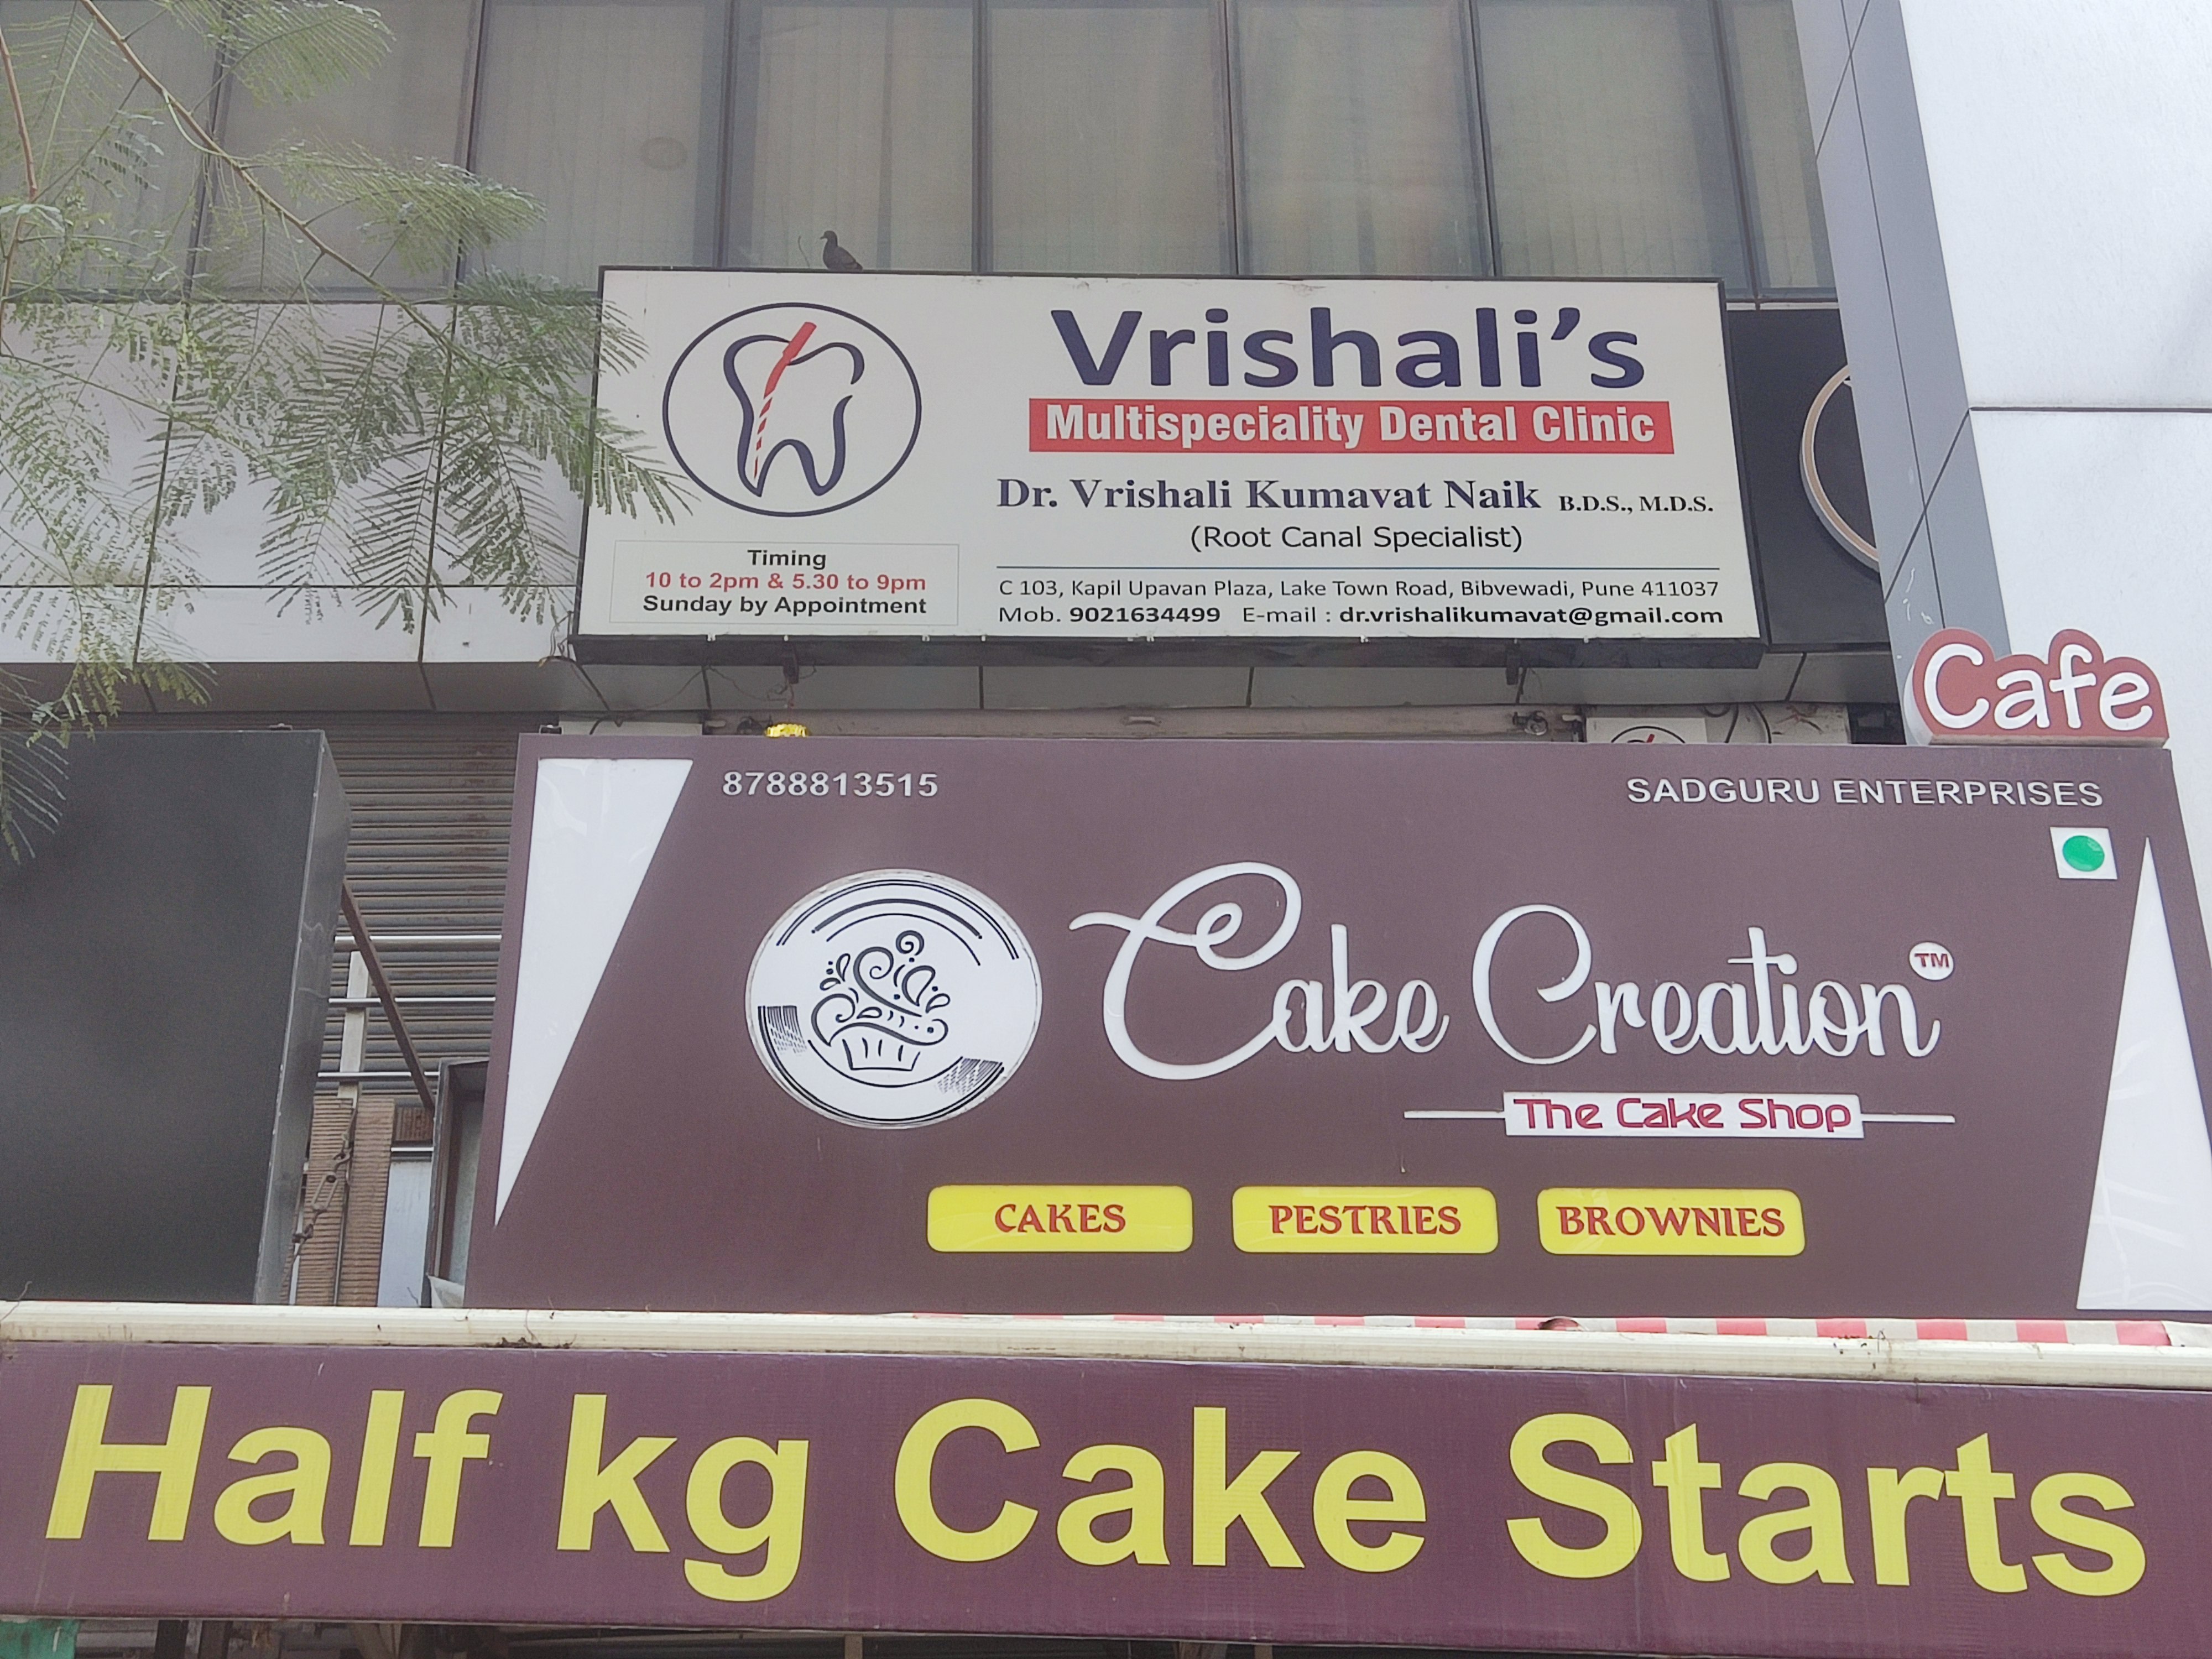 Vrishali's
Multispeciality Dental Clinic
Dr. Vrishali Kumavat Naik B.D.S., M.D.S.
(Root Canal Specialist)
Timing
10 to 2pm & 5.30 to 9pm
Sunday by Appointment
C 103, Kapil Upavan Plaza, Lake Town Road, Bibvewadi, Pune 411037
Mob. 9021634499 E-mail : dr.vrishalikumavat@gmail.com
Cafe
8788813515
SADGURU ENTERPRISES
Cake Creation TM
The Cake Shop
CAKES
PESTRIES
BROWNIES
Half kg Cake Starts